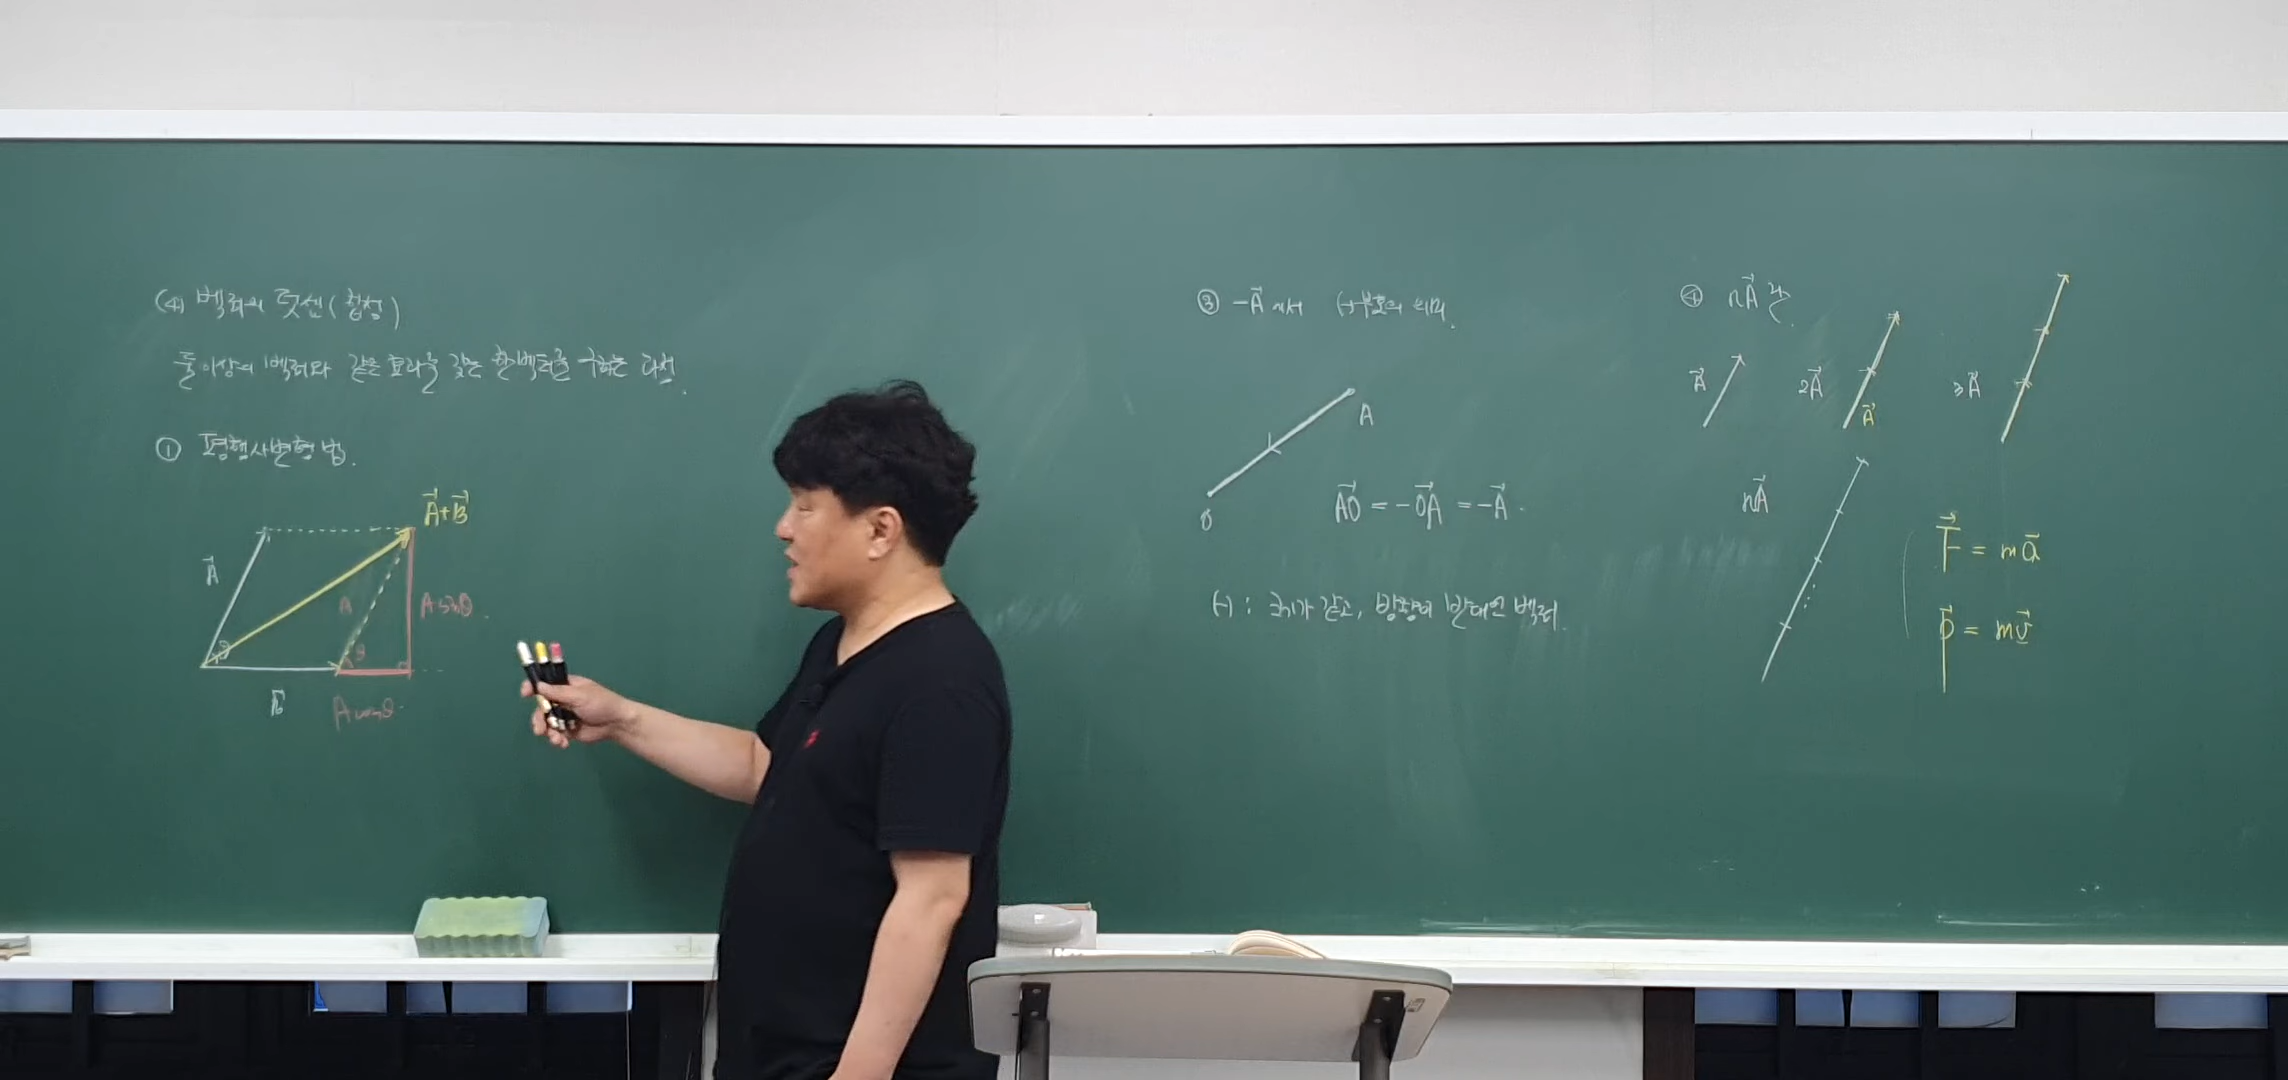 (4) 벡터의 덧셈(합성)
둘 이상의 벡터와 같은 효과를 갖는 한 벡터를 구하는 과정.
① 평행사변형법.
A⃗+B⃗
A⃗
A
A sinθ.
θ
θ
B⃗
A cosθ.
③ -A⃗ 에서 (-)부호의 의미.
A
O
AO⃗ = -OA⃗ = -A⃗.
(-) : 크기가 같고, 방향이 반대인 벡터.
④ nA⃗ 란.
A⃗
2A⃗
A⃗
3A⃗
nA⃗
F⃗ = ma⃗
p⃗ = mv⃗